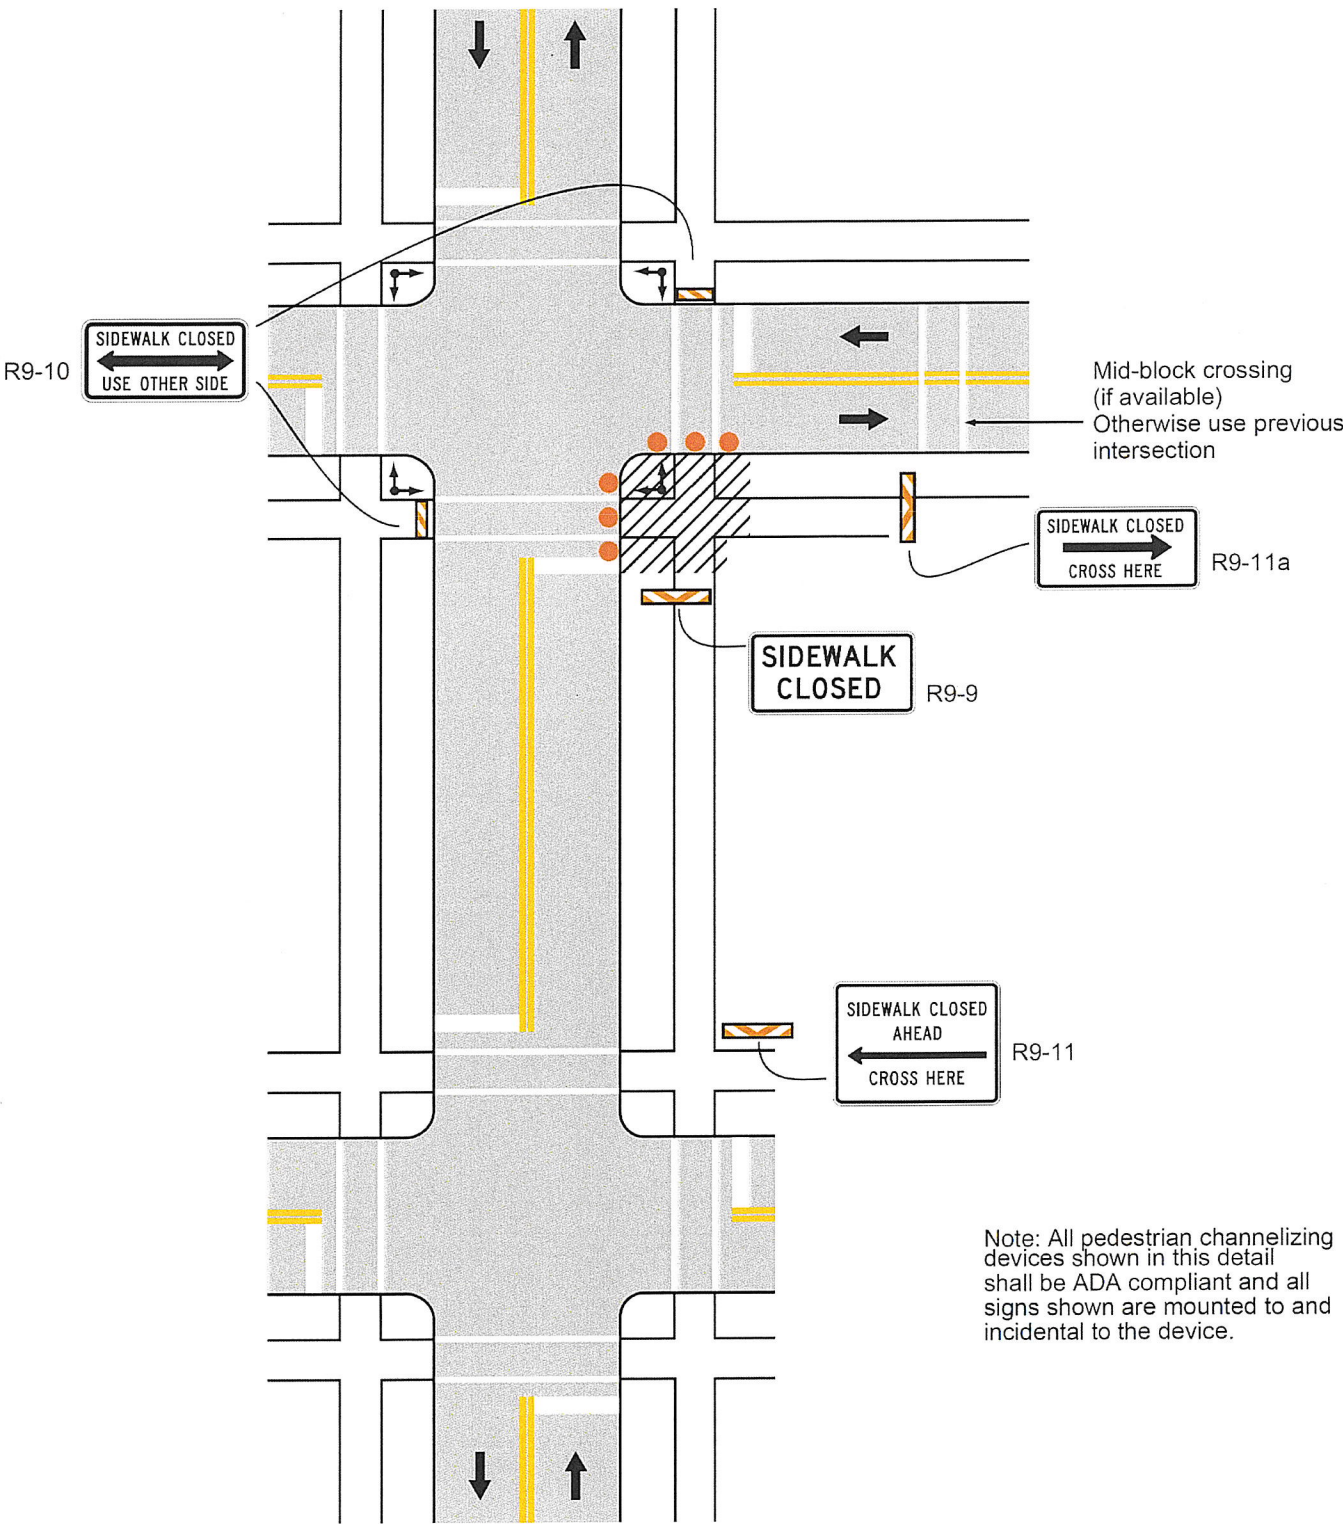 R9-10
SIDEWALK CLOSED
USE OTHER SIDE
Mid-block crossing
(if available)
Otherwise use previous
intersection
SIDEWALK CLOSED
CROSS HERE
R9-11a
SIDEWALK
CLOSED
R9-9
SIDEWALK CLOSED
AHEAD
CROSS HERE
R9-11
Note: All pedestrian channelizing
devices shown in this detail
shall be ADA compliant and all
signs shown are mounted to and
incidental to the device.